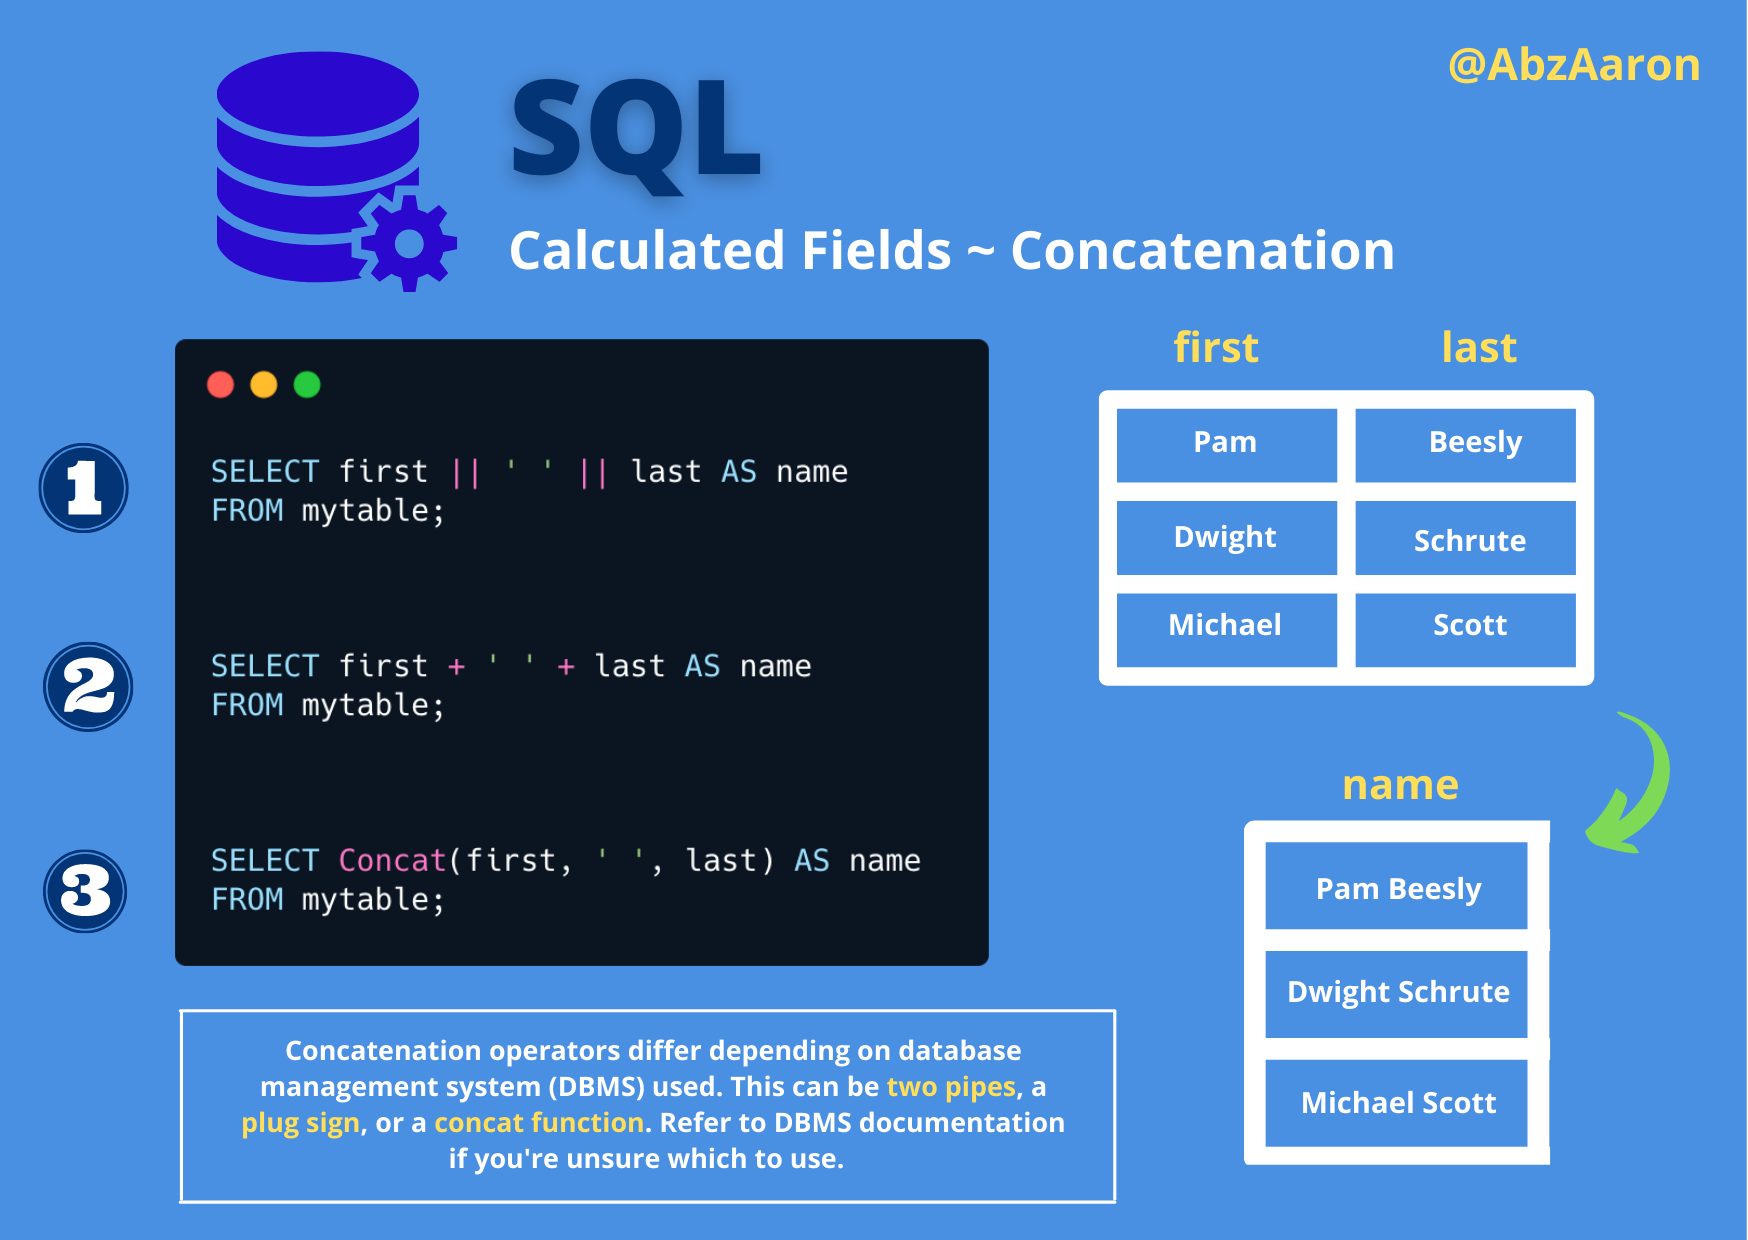 @AbzAaron
SQL
Calculated Fields ~ Concatenation
1
SELECT first || ' ' || last AS name
FROM mytable;
2
SELECT first + ' ' + last AS name
FROM mytable;
3
SELECT Concat(first, ' ', last) AS name
FROM mytable;
first last
Pam Beesly
Dwight Schrute
Michael Scott
name
Pam Beesly
Dwight Schrute
Michael Scott
Concatenation operators differ depending on database
management system (DBMS) used. This can be two pipes, a
plug sign, or a concat function. Refer to DBMS documentation
if you're unsure which to use.